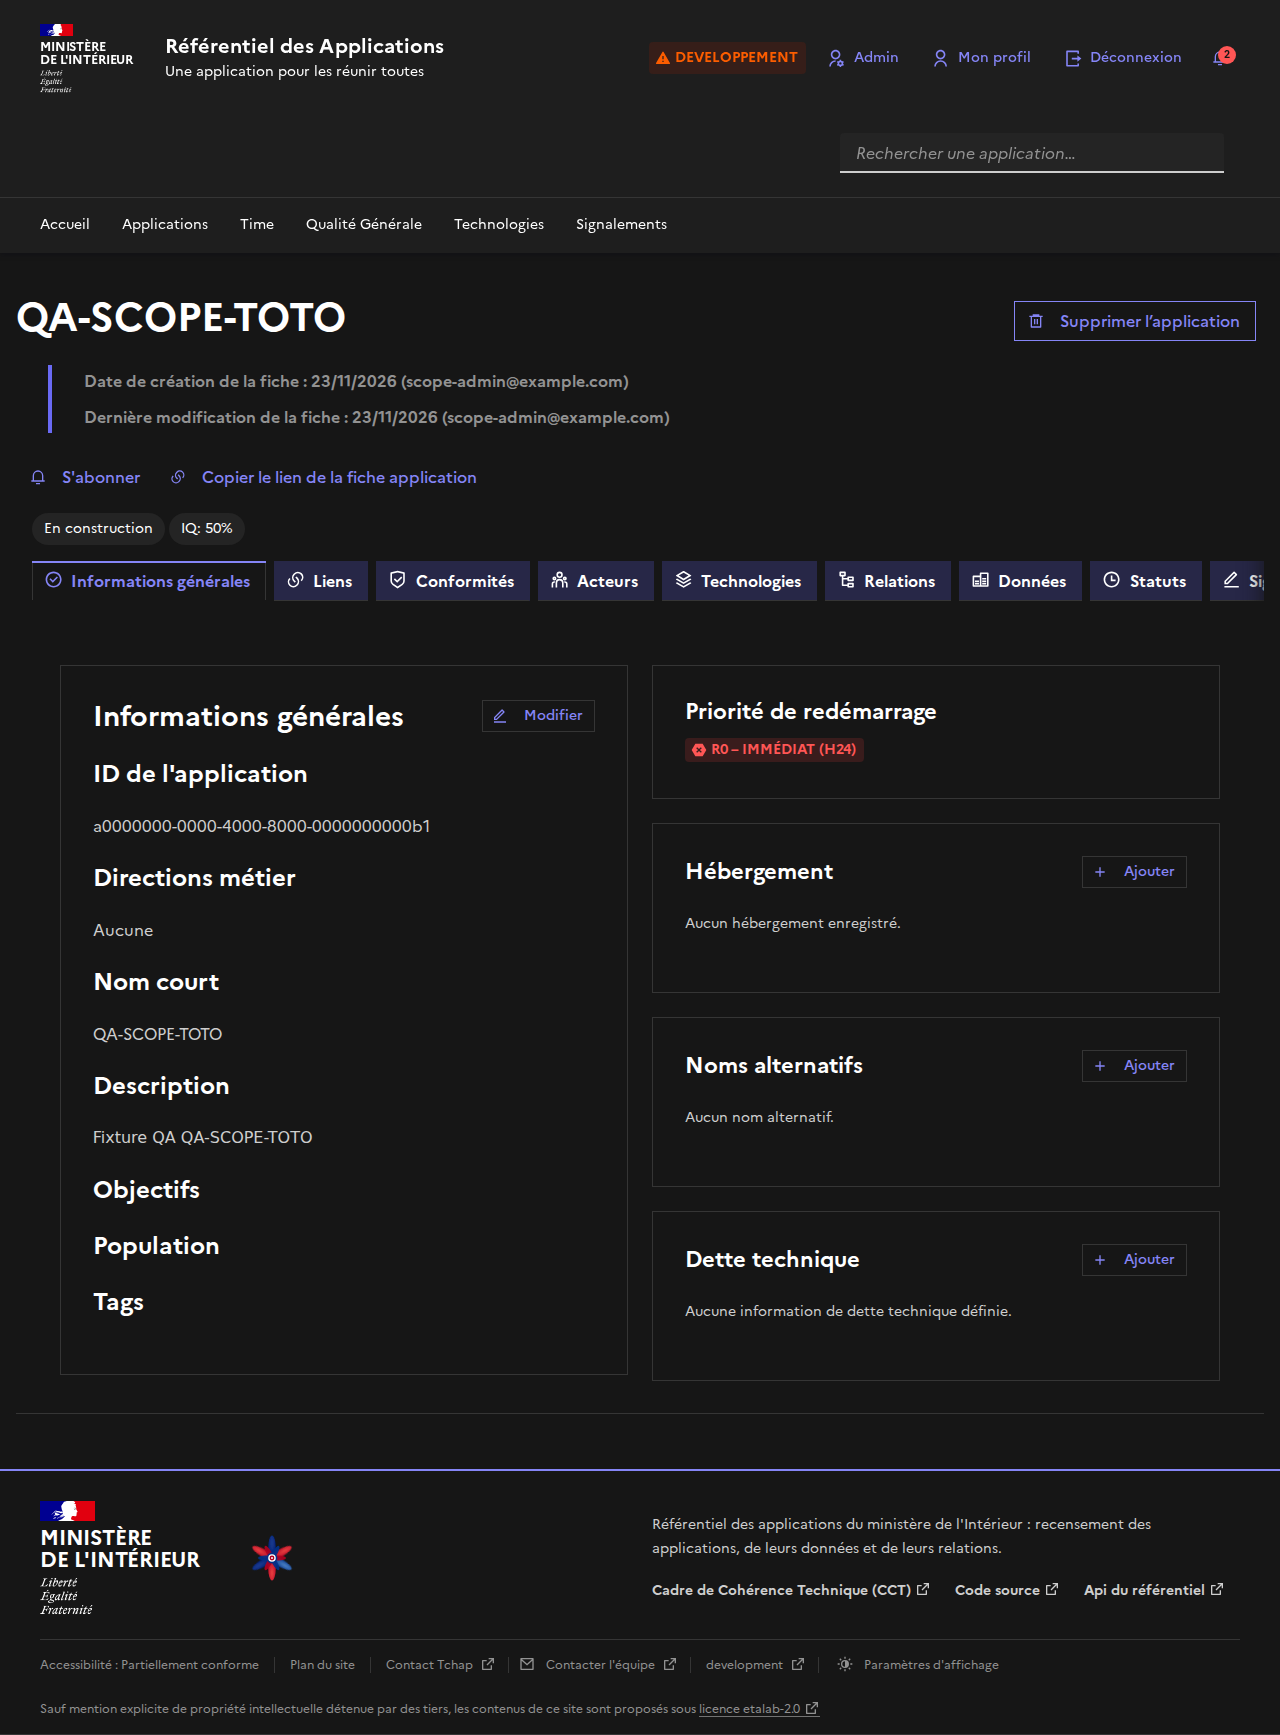 MINISTÈRE
DE L'INTÉRIEUR
Liberté
Égalité
Fraternité
Référentiel des Applications
Une application pour les réunir toutes
DEVELOPPEMENT
Admin
Mon profil
Déconnexion
2
Rechercher une application…
Accueil
Applications
Time
Qualité Générale
Technologies
Signalements
QA-SCOPE-TOTO
Supprimer l’application
Date de création de la fiche : 23/11/2026 (scope-admin@example.com)
Dernière modification de la fiche : 23/11/2026 (scope-admin@example.com)
S'abonner
Copier le lien de la fiche application
En construction
IQ: 50%
Informations générales
Liens
Conformités
Acteurs
Technologies
Relations
Données
Statuts
Sig
Informations générales
Modifier
ID de l'application
a0000000-0000-4000-8000-0000000000b1
Directions métier
Aucune
Nom court
QA-SCOPE-TOTO
Description
Fixture QA QA-SCOPE-TOTO
Objectifs
Population
Tags
Priorité de redémarrage
R0 – IMMÉDIAT (H24)
Hébergement
Ajouter
Aucun hébergement enregistré.
Noms alternatifs
Ajouter
Aucun nom alternatif.
Dette technique
Ajouter
Aucune information de dette technique définie.
MINISTÈRE
DE L'INTÉRIEUR
Liberté
Égalité
Fraternité
Référentiel des applications du ministère de l'Intérieur : recensement des
applications, de leurs données et de leurs relations.
Cadre de Cohérence Technique (CCT)
Code source
Api du référentiel
Accessibilité : Partiellement conforme
Plan du site
Contact Tchap
Contacter l'équipe
development
Paramètres d'affichage
Sauf mention explicite de propriété intellectuelle détenue par des tiers, les contenus de ce site sont proposés sous licence etalab-2.0